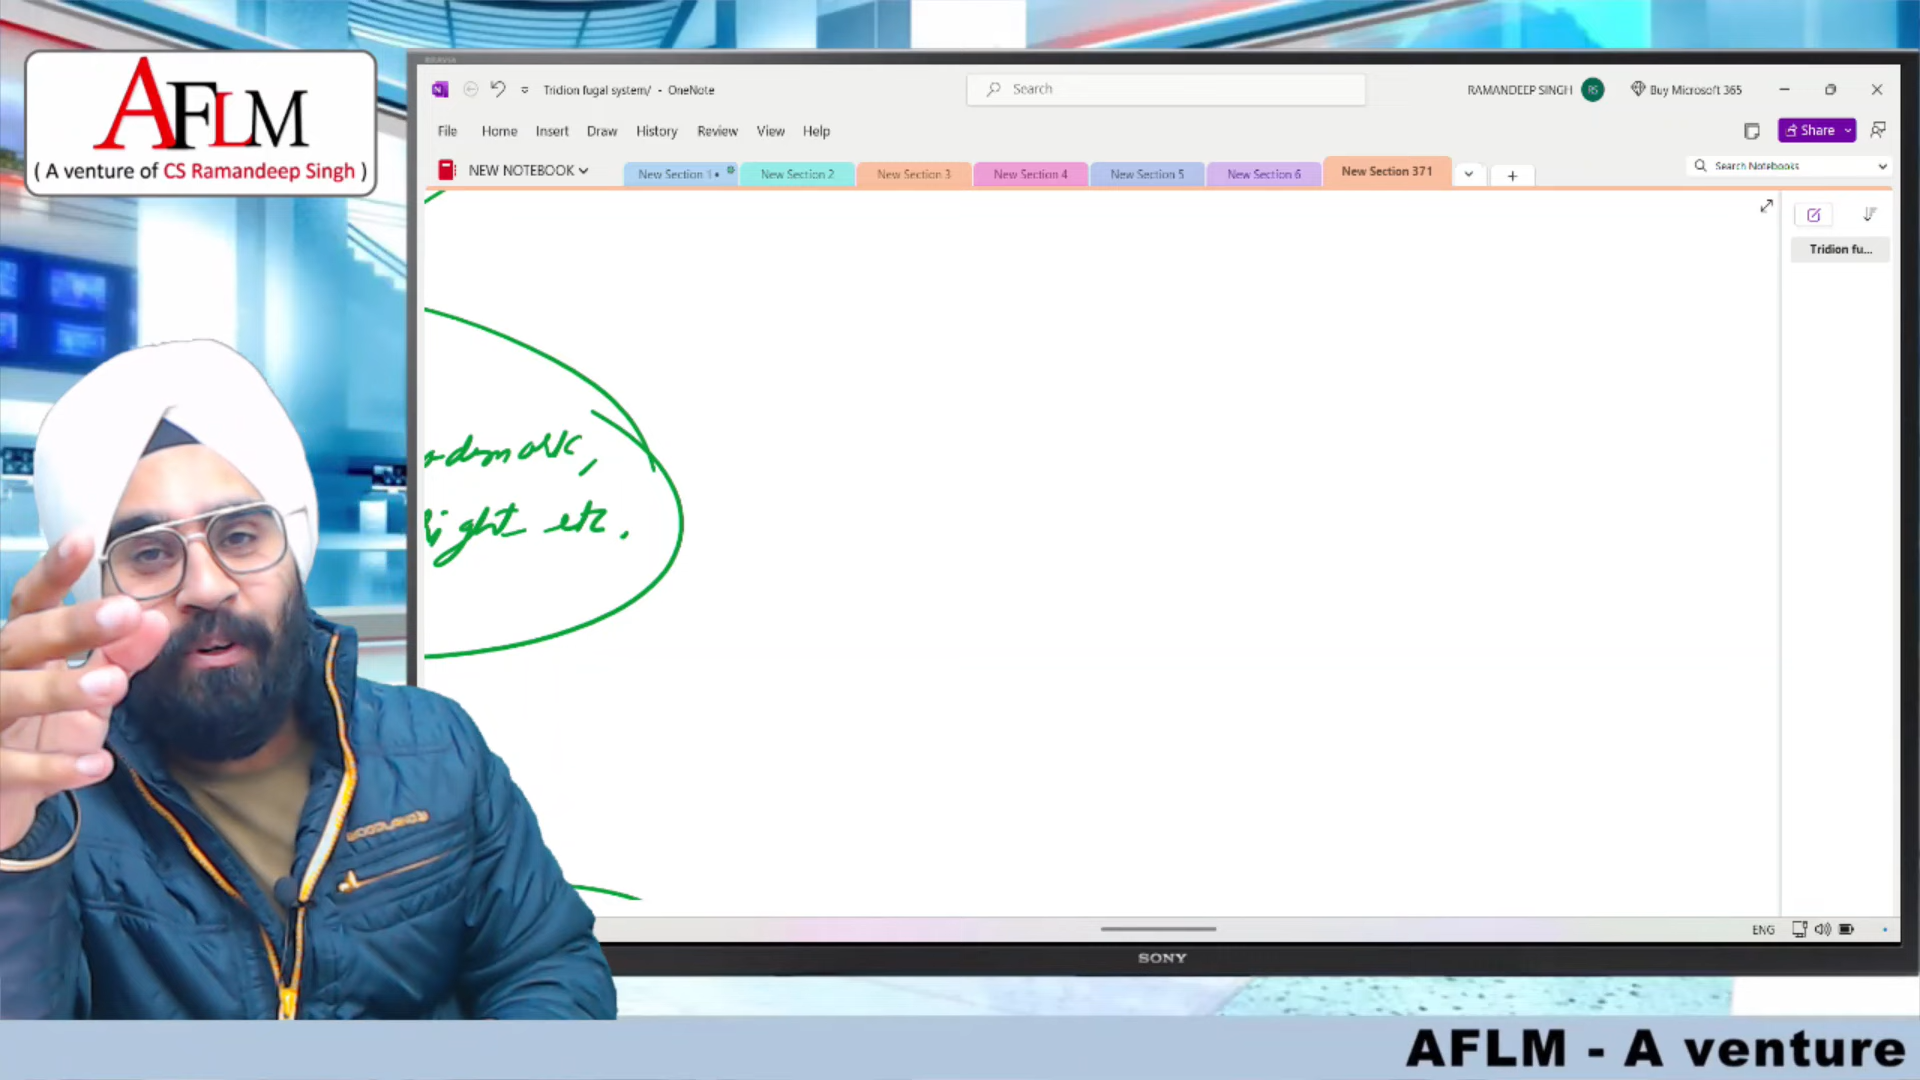 AFLM
( A venture of CS Ramandeep Singh )
Tridion fugal system/ - OneNote
Search
RAMANDEEP SINGH
RS
Buy Microsoft 365
File Home Insert Draw History Review View Help
Share
NEW NOTEBOOK
New Section 1
New Section 2
New Section 3
New Section 4
New Section 5
New Section 6
New Section 371
Search Notebooks
Tridion fu...
etc.
WOODLAND
ENG
SONY
AFLM - A venture